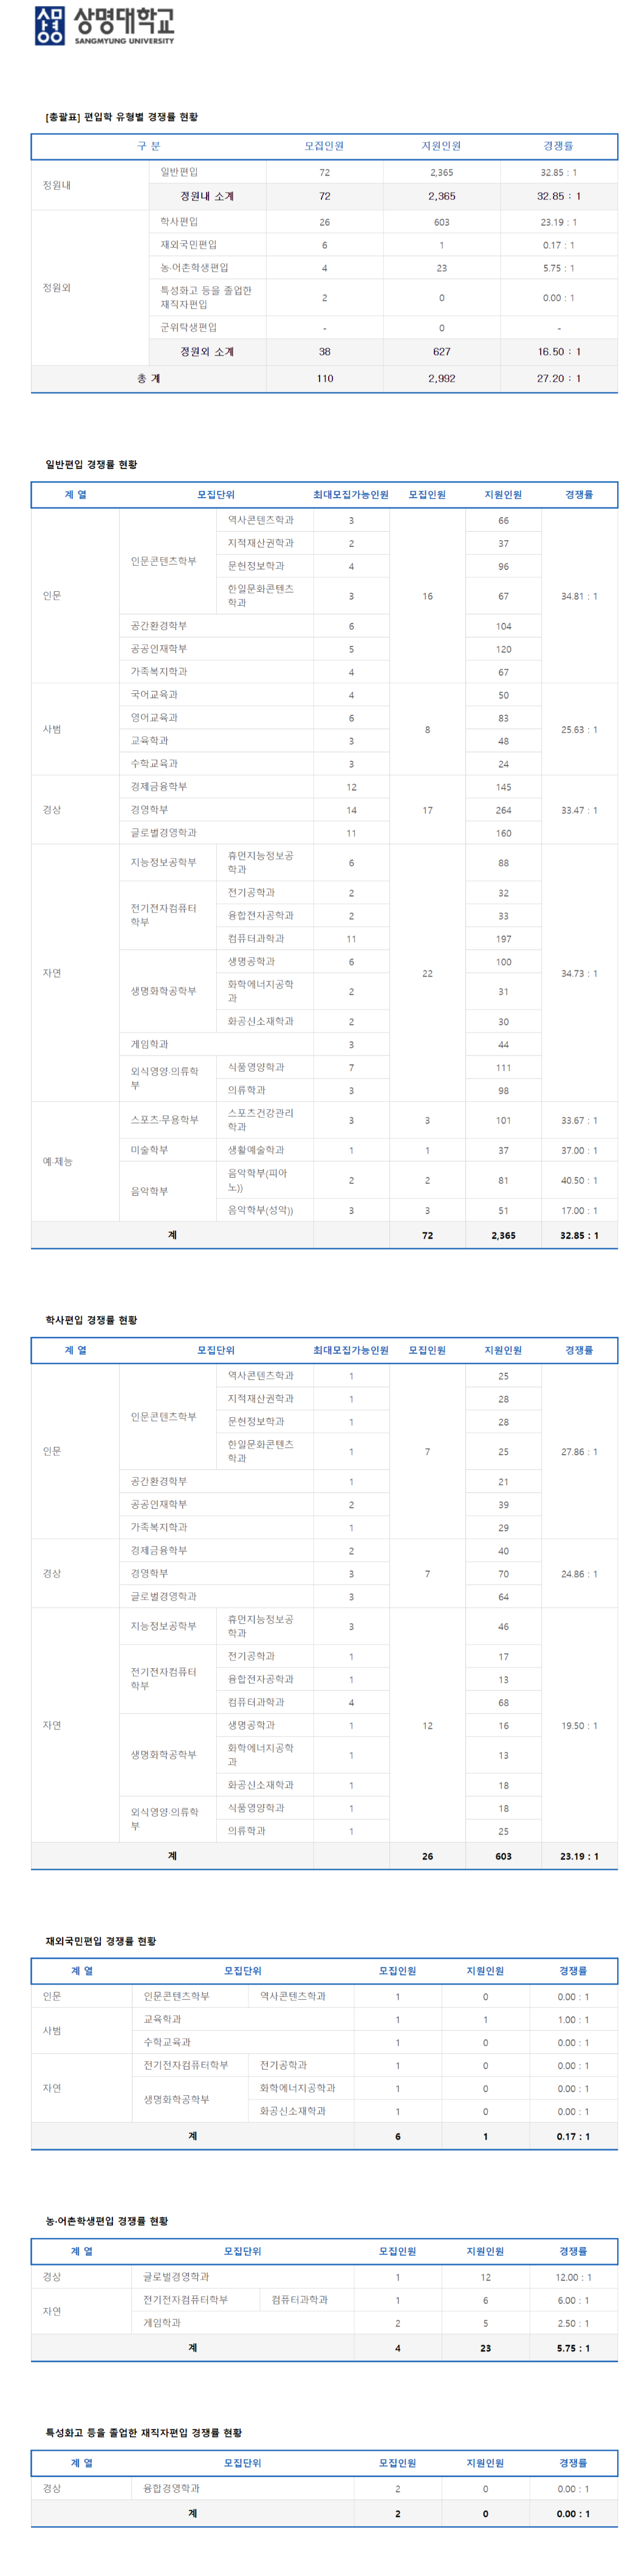 상명대학교
SANGMYUNG UNIVERSITY
[총괄표] 편입학 유형별 경쟁률 현황
구 분 모집인원 지원인원 경쟁률
정원내 일반편입 72 2,365 32.85 : 1
정원내 소계 72 2,365 32.85 : 1
정원외 학사편입 26 603 23.19 : 1
재외국민편입 6 1 0.17 : 1
농·어촌학생편입 4 23 5.75 : 1
특성화고 등을 졸업한
재직자편입 2 0 0.00 : 1
군위탁생편입 - 0 -
정원외 소계 38 627 16.50 : 1
총 계 110 2,992 27.20 : 1
일반편입 경쟁률 현황
계 열 모집단위 최대모집가능인원 모집인원 지원인원 경쟁률
인문 인문콘텐츠학부 역사콘텐츠학과 3 16 66 34.81 : 1
지적재산권학과 2 37
문헌정보학과 4 96
한일문화콘텐츠
학과 3 67
공간환경학부 6 104
공공인재학부 5 120
가족복지학과 4 67
사범 국어교육과 4 8 50 25.63 : 1
영어교육과 6 83
교육학과 3 48
수학교육과 3 24
경상 경제금융학부 12 17 145 33.47 : 1
경영학부 14 264
글로벌경영학과 11 160
자연 지능정보공학부 휴먼지능정보공
학과 6 22 88 34.73 : 1
전기전자컴퓨터
학부 전기공학과 2 32
융합전자공학과 2 33
컴퓨터과학과 11 197
생명화학공학부 생명공학과 6 100
화학에너지공학
과 2 31
화공신소재학과 2 30
게임학과 3 44
외식영양·의류학
부 식품영양학과 7 111
의류학과 3 98
예·체능 스포츠·무용학부 스포츠건강관리
학과 3 3 101 33.67 : 1
미술학부 생활예술학과 1 1 37 37.00 : 1
음악학부 음악학부(피아
노)) 2 2 81 40.50 : 1
음악학부(성악)) 3 3 51 17.00 : 1
계 72 2,365 32.85 : 1
학사편입 경쟁률 현황
계 열 모집단위 최대모집가능인원 모집인원 지원인원 경쟁률
인문 인문콘텐츠학부 역사콘텐츠학과 1 7 25 27.86 : 1
지적재산권학과 1 28
문헌정보학과 1 28
한일문화콘텐츠
학과 1 25
공간환경학부 1 21
공공인재학부 2 39
가족복지학과 1 29
경상 경제금융학부 2 7 40 24.86 : 1
경영학부 3 70
글로벌경영학과 3 64
자연 지능정보공학부 휴먼지능정보공
학과 3 12 46 19.50 : 1
전기전자컴퓨터
학부 전기공학과 1 17
융합전자공학과 1 13
컴퓨터과학과 4 68
생명화학공학부 생명공학과 1 16
화학에너지공학
과 1 13
화공신소재학과 1 18
외식영양·의류학
부 식품영양학과 1 18
의류학과 1 25
계 26 603 23.19 : 1
재외국민편입 경쟁률 현황
계 열 모집단위 모집인원 지원인원 경쟁률
인문 인문콘텐츠학부 역사콘텐츠학과 1 0 0.00 : 1
사범 교육학과 1 1 1.00 : 1
수학교육과 1 0 0.00 : 1
자연 전기전자컴퓨터학부 전기공학과 1 0 0.00 : 1
생명화학공학부 화학에너지공학과 1 0 0.00 : 1
화공신소재학과 1 0 0.00 : 1
계 6 1 0.17 : 1
농·어촌학생편입 경쟁률 현황
계 열 모집단위 모집인원 지원인원 경쟁률
경상 글로벌경영학과 1 12 12.00 : 1
자연 전기전자컴퓨터학부 컴퓨터과학과 1 6 6.00 : 1
게임학과 2 5 2.50 : 1
계 4 23 5.75 : 1
특성화고 등을 졸업한 재직자편입 경쟁률 현황
계 열 모집단위 모집인원 지원인원 경쟁률
경상 융합경영학과 2 0 0.00 : 1
계 2 0 0.00 : 1